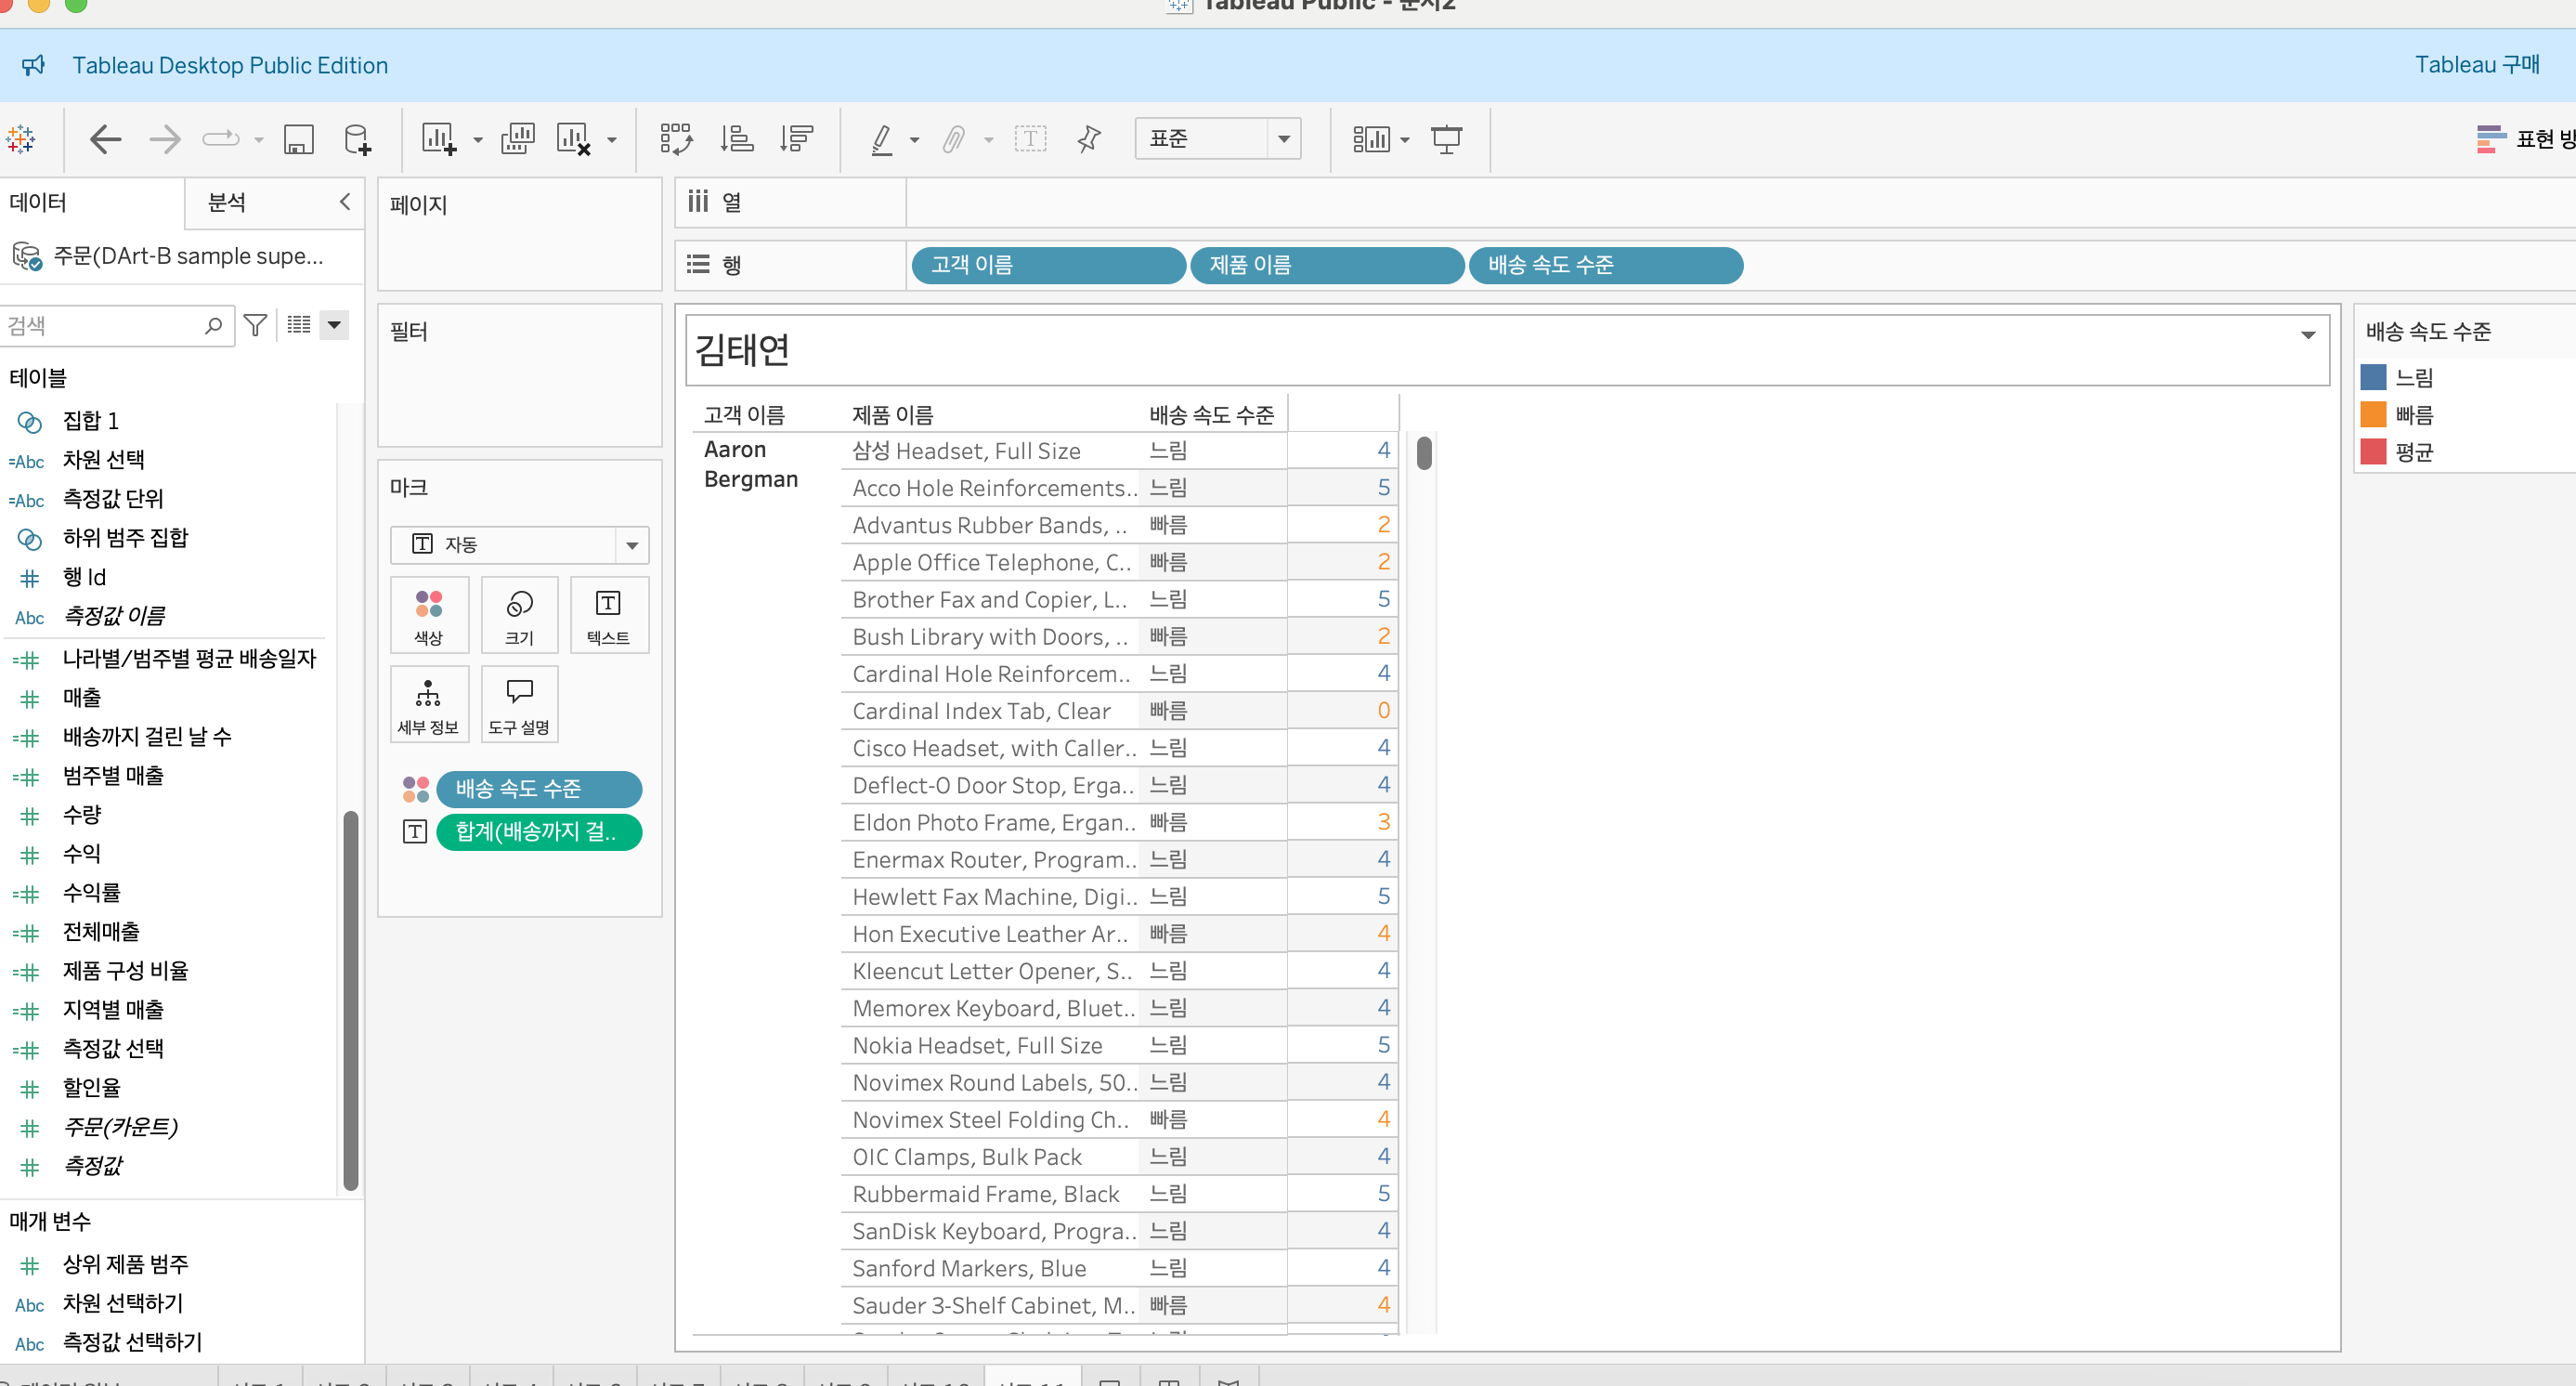 Tableau Public - 문서2
Tableau Desktop Public Edition
Tableau 구매
표준
표현 방
데이터
분석
페이지
열
주문(DArt-B sample supe...
행
고객 이름
제품 이름
배송 속도 수준
검색
필터
김태연
배송 속도 수준
느림
빠름
평균
테이블
집합 1
=Abc 차원 선택
=Abc 측정값 단위
하위 범주 집합
행 Id
Abc 측정값 이름
나라별/범주별 평균 배송일자
매출
배송까지 걸린 날 수
범주별 매출
수량
수익
수익률
전체매출
제품 구성 비율
지역별 매출
측정값 선택
할인율
주문(카운트)
측정값
매개 변수
상위 제품 범주
Abc 차원 선택하기
Abc 측정값 선택하기
마크
자동
색상
크기
텍스트
세부 정보
도구 설명
배송 속도 수준
합계(배송까지 걸..
고객 이름 제품 이름 배송 속도 수준
Aaron Bergman
삼성 Headset, Full Size 느림 4
Acco Hole Reinforcements.. 느림 5
Advantus Rubber Bands, .. 빠름 2
Apple Office Telephone, C.. 빠름 2
Brother Fax and Copier, L.. 느림 5
Bush Library with Doors, .. 빠름 2
Cardinal Hole Reinforcem.. 느림 4
Cardinal Index Tab, Clear 빠름 0
Cisco Headset, with Caller.. 느림 4
Deflect-O Door Stop, Erga.. 느림 4
Eldon Photo Frame, Ergan.. 빠름 3
Enermax Router, Program.. 느림 4
Hewlett Fax Machine, Digi.. 느림 5
Hon Executive Leather Ar.. 빠름 4
Kleencut Letter Opener, S.. 느림 4
Memorex Keyboard, Bluet.. 느림 4
Nokia Headset, Full Size 느림 5
Novimex Round Labels, 50.. 느림 4
Novimex Steel Folding Ch.. 빠름 4
OIC Clamps, Bulk Pack 느림 4
Rubbermaid Frame, Black 느림 5
SanDisk Keyboard, Progra.. 느림 4
Sanford Markers, Blue 느림 4
Sauder 3-Shelf Cabinet, M.. 빠름 4